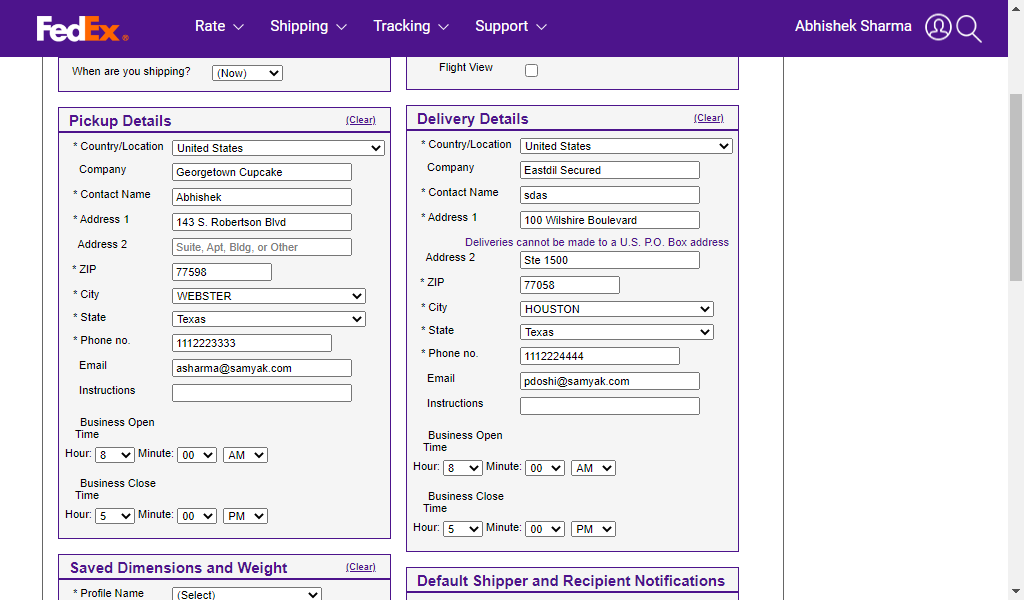 FedEx.
Rate
Shipping
Tracking
Support
Abhishek Sharma
When are you shipping?
(Now)
Flight View
Pickup Details
(Clear)
* Country/Location
United States
Company
Georgetown Cupcake
* Contact Name
Abhishek
* Address 1
143 S. Robertson Blvd
Address 2
Suite, Apt, Bldg, or Other
* ZIP
77598
* City
WEBSTER
* State
Texas
* Phone no.
1112223333
Email
asharma@samyak.com
Instructions
Business Open
Time
Hour: 8 Minute: 00 AM
Business Close
Time
Hour: 5 Minute: 00 PM
Delivery Details
(Clear)
* Country/Location
United States
Company
Eastdil Secured
* Contact Name
sdas
* Address 1
100 Wilshire Boulevard
Deliveries cannot be made to a U.S. P.O. Box address
Address 2
Ste 1500
* ZIP
77058
* City
HOUSTON
* State
Texas
* Phone no.
1112224444
Email
pdoshi@samyak.com
Instructions
Business Open
Time
Hour: 8 Minute: 00 AM
Business Close
Time
Hour: 5 Minute: 00 PM
Saved Dimensions and Weight
(Clear)
* Profile Name
(Select)
Default Shipper and Recipient Notifications